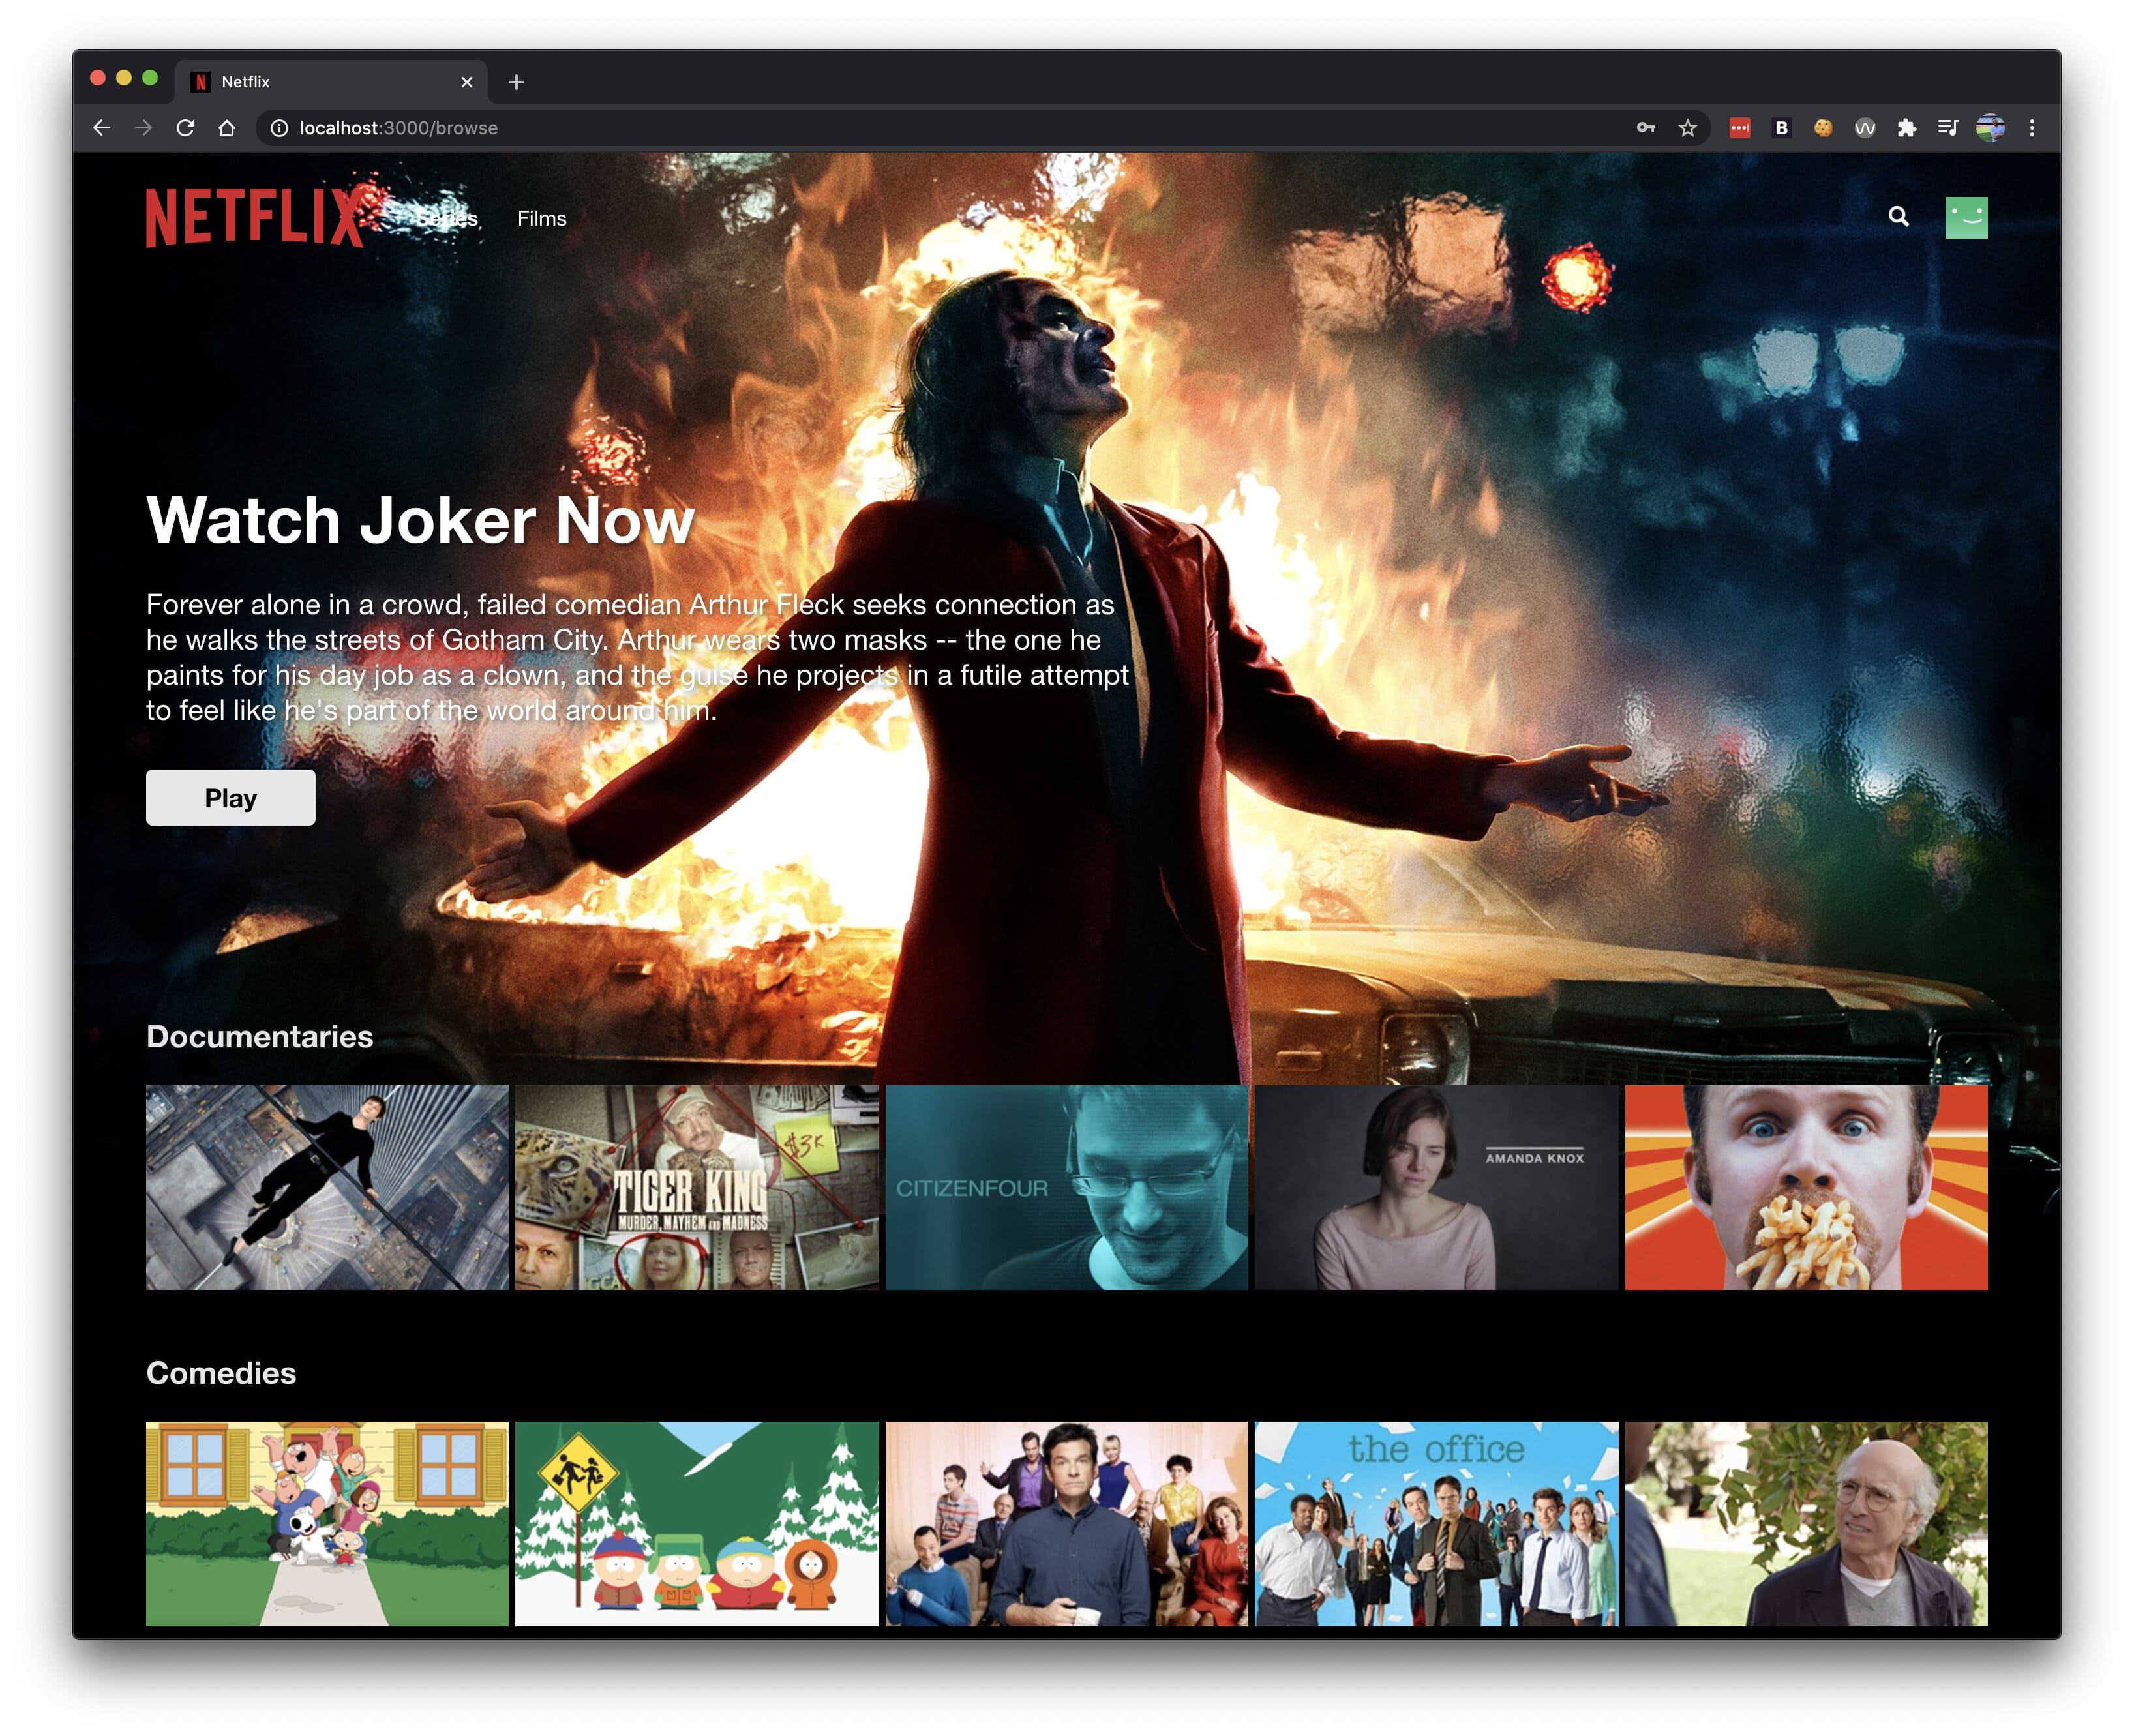 Netflix
localhost:3000/browse
B
NETFLIX
Series
Films
Watch Joker Now
Forever alone in a crowd, failed comedian Arthur Fleck seeks connection as
he walks the streets of Gotham City. Arthur wears two masks -- the one he
paints for his day job as a clown, and the guise he projects in a futile attempt
to feel like he's part of the world around him.
Play
Documentaries
$3K
TIGER KING
MURDER, MAYHEM AND MADNESS
CITIZENFOUR
AMANDA KNOX
Comedies
the office